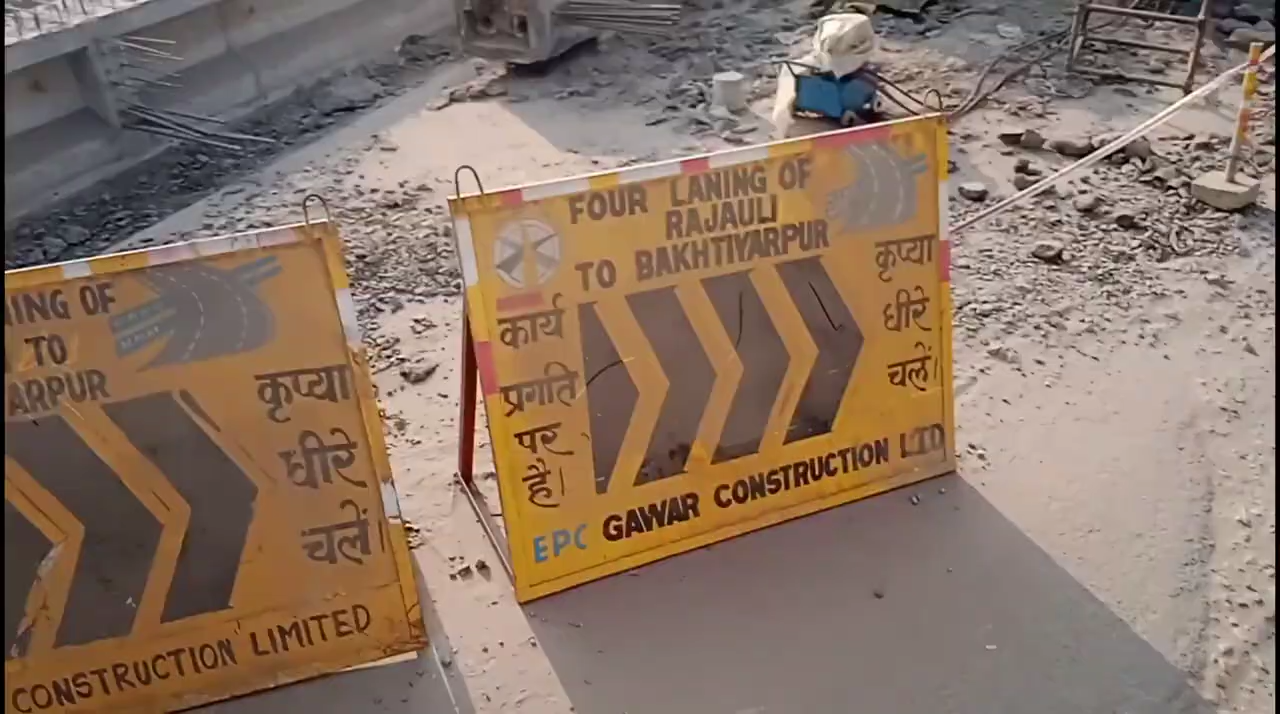 NING OF
TO
ARPUR
कृप्या
धीरे
चलें।
CONSTRUCTION LIMITED
FOUR LANING OF
RAJAULI
TO BAKHTIYARPUR
कार्य
प्रगति
पर
है।
कृप्या
धीरे
चलें।
EPC GAWAR CONSTRUCTION LTD